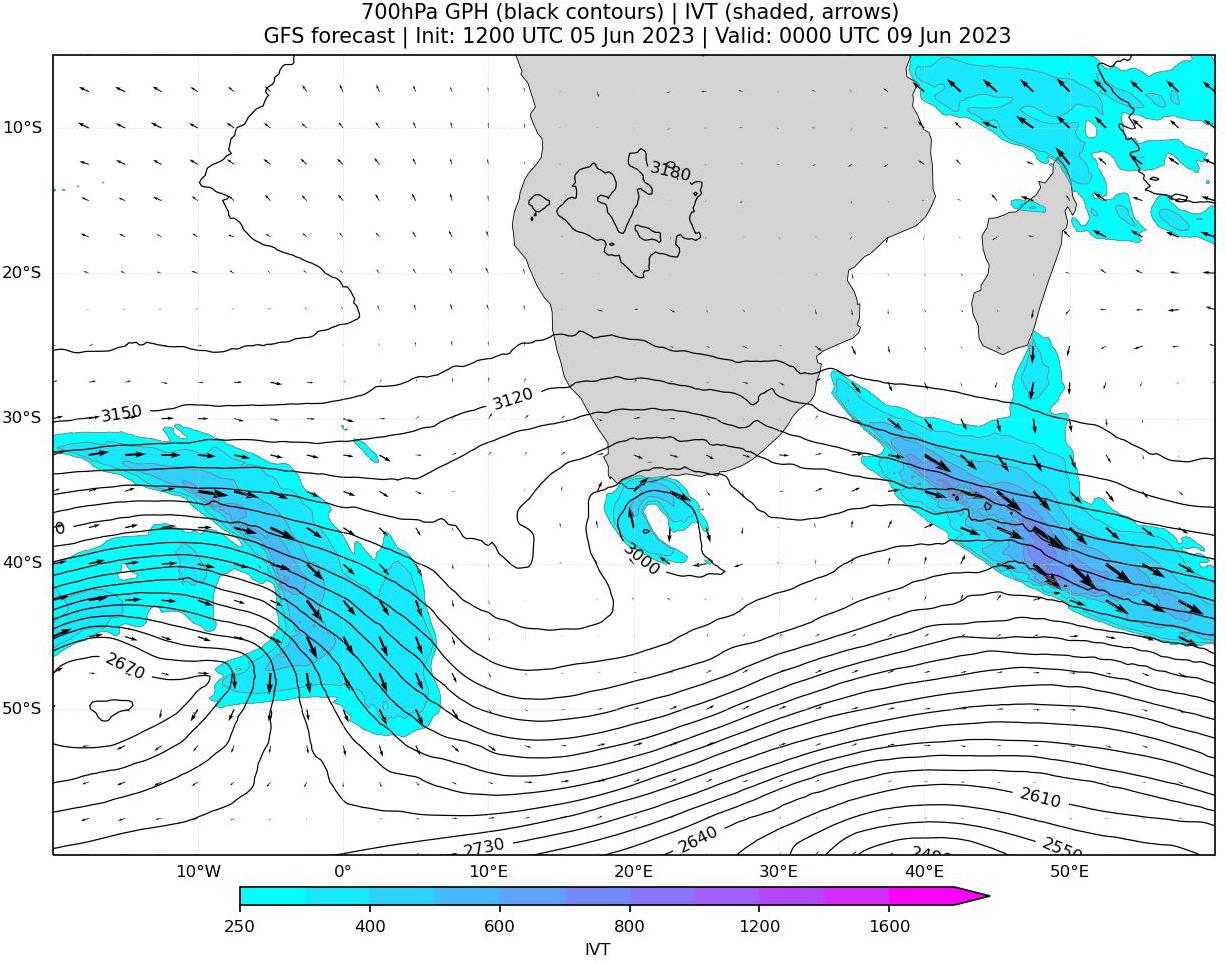 700hPa GPH (black contours) | IVT (shaded, arrows)
GFS forecast | Init: 1200 UTC 05 Jun 2023 | Valid: 0000 UTC 09 Jun 2023
10°S
3180
20°S
3120
3150
30°S
0
3000
40°S
2670
50°S
2610
2640
2730
2550
10°W 0° 10°E 20°E 30°E 40°E 50°E
250 400 600 800 1200 1600
IVT